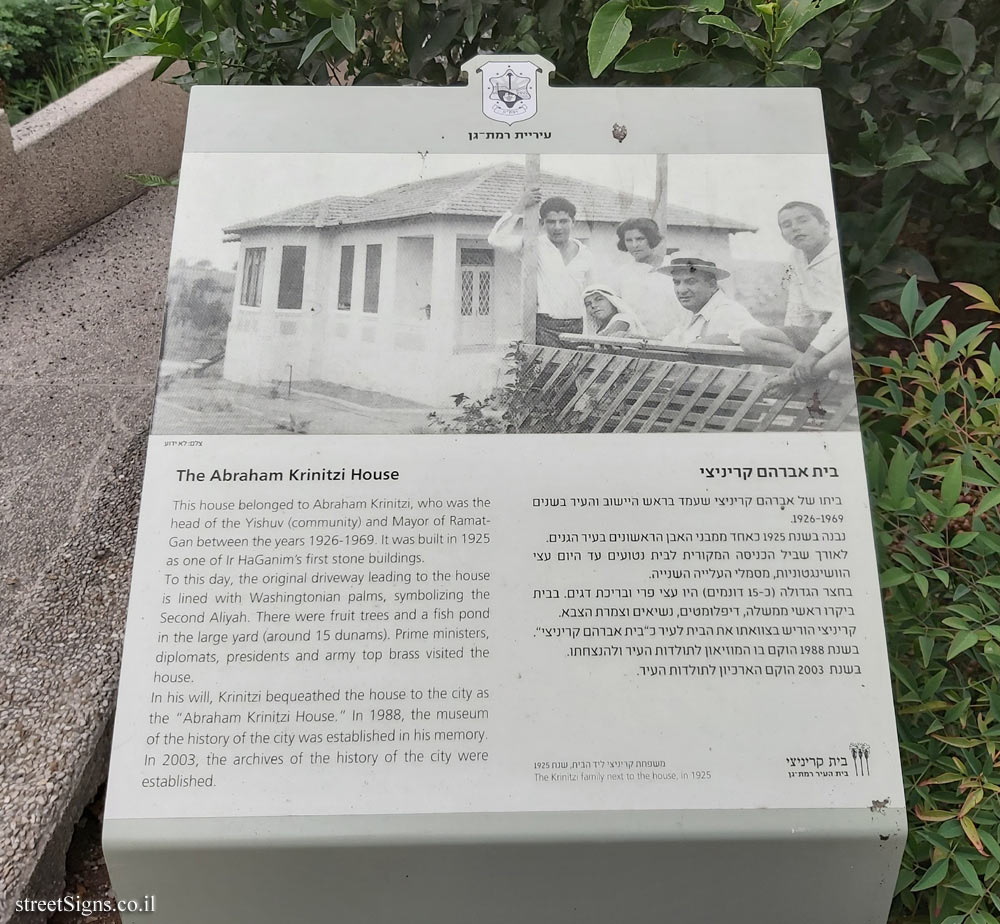 עיריית רמת-גן
צלם: לא ידוע
The Abraham Krinitzi House
This house belonged to Abraham Krinitzi, who was the
head of the Yishuv (community) and Mayor of Ramat-
Gan between the years 1926-1969. It was built in 1925
as one of Ir HaGanim's first stone buildings.
To this day, the original driveway leading to the house
is lined with Washingtonian palms, symbolizing the
Second Aliyah. There were fruit trees and a fish pond
in the large yard (around 15 dunams). Prime ministers,
diplomats, presidents and army top brass visited the
house.
In his will, Krinitzi bequeathed the house to the city as
the "Abraham Krinitzi House." In 1988, the museum
of the history of the city was established in his memory.
In 2003, the archives of the history of the city were
established.
בית אברהם קריניצי
ביתו של אברהם קריניצי שעמד בראש היישוב והעיר בשנים
1926-1969.
נבנה בשנת 1925 כאחד ממבני האבן הראשונים בעיר הגנים.
לאורך שביל הכניסה המקורית לבית נטועים עד היום עצי
הוושינגטוניות, מסמלי העלייה השנייה.
בחצר הגדולה (כ-15 דונמים) היו עצי פרי ובריכת דגים. בבית
ביקרו ראשי ממשלה, דיפלומטים, נשיאים וצמרת הצבא.
קריניצי הוריש בצוואתו את הבית לעיר כ"בית אברהם קריניצי".
בשנת 1988 הוקם בו המוזיאון לתולדות העיר ולהנצחתו.
בשנת 2003 הוקם הארכיון לתולדות העיר.
משפחת קריניצי ליד הבית, שנת 1925
The Krinitzi family next to the house, in 1925
בית קריניצי
בית העיר רמת-גן
streetSigns.co.il